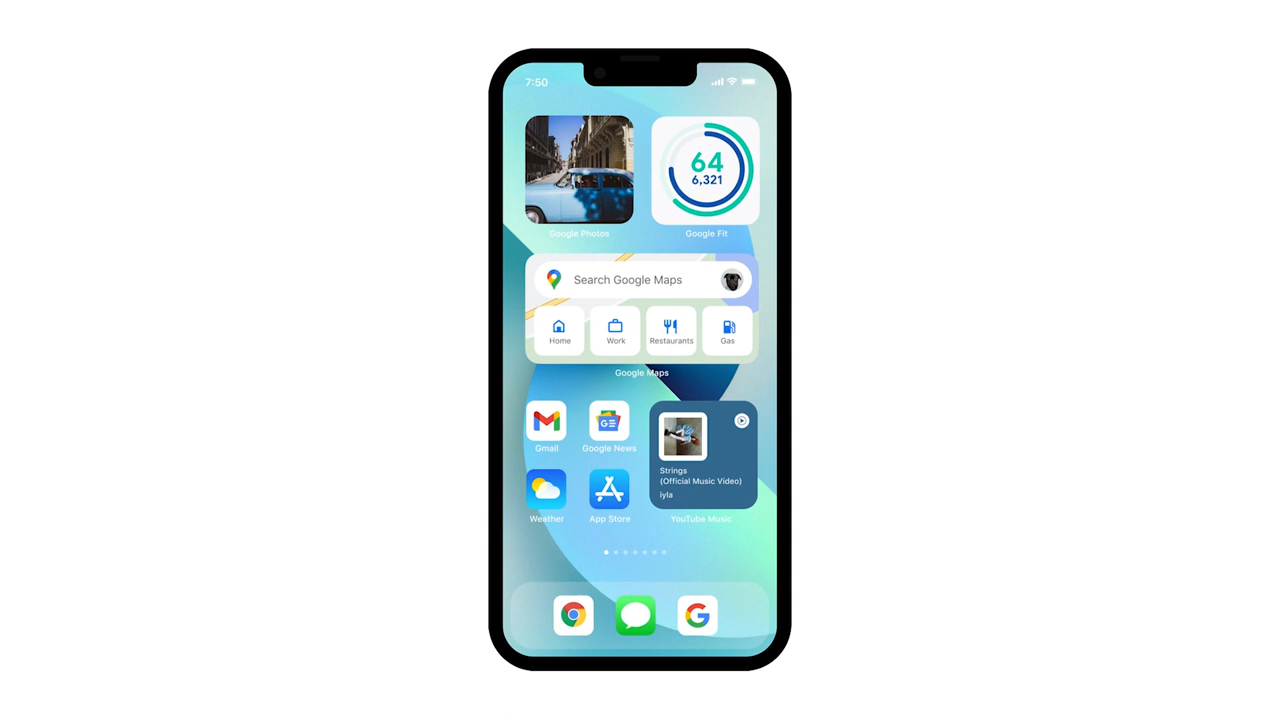 7:50
64
6,321
Google Photos
Google Fit
Search Google Maps
Home
Work
Restaurants
Gas
Google Maps
Gmail
Google News
Strings
(Official Music Video)
iyla
Weather
App Store
YouTube Music